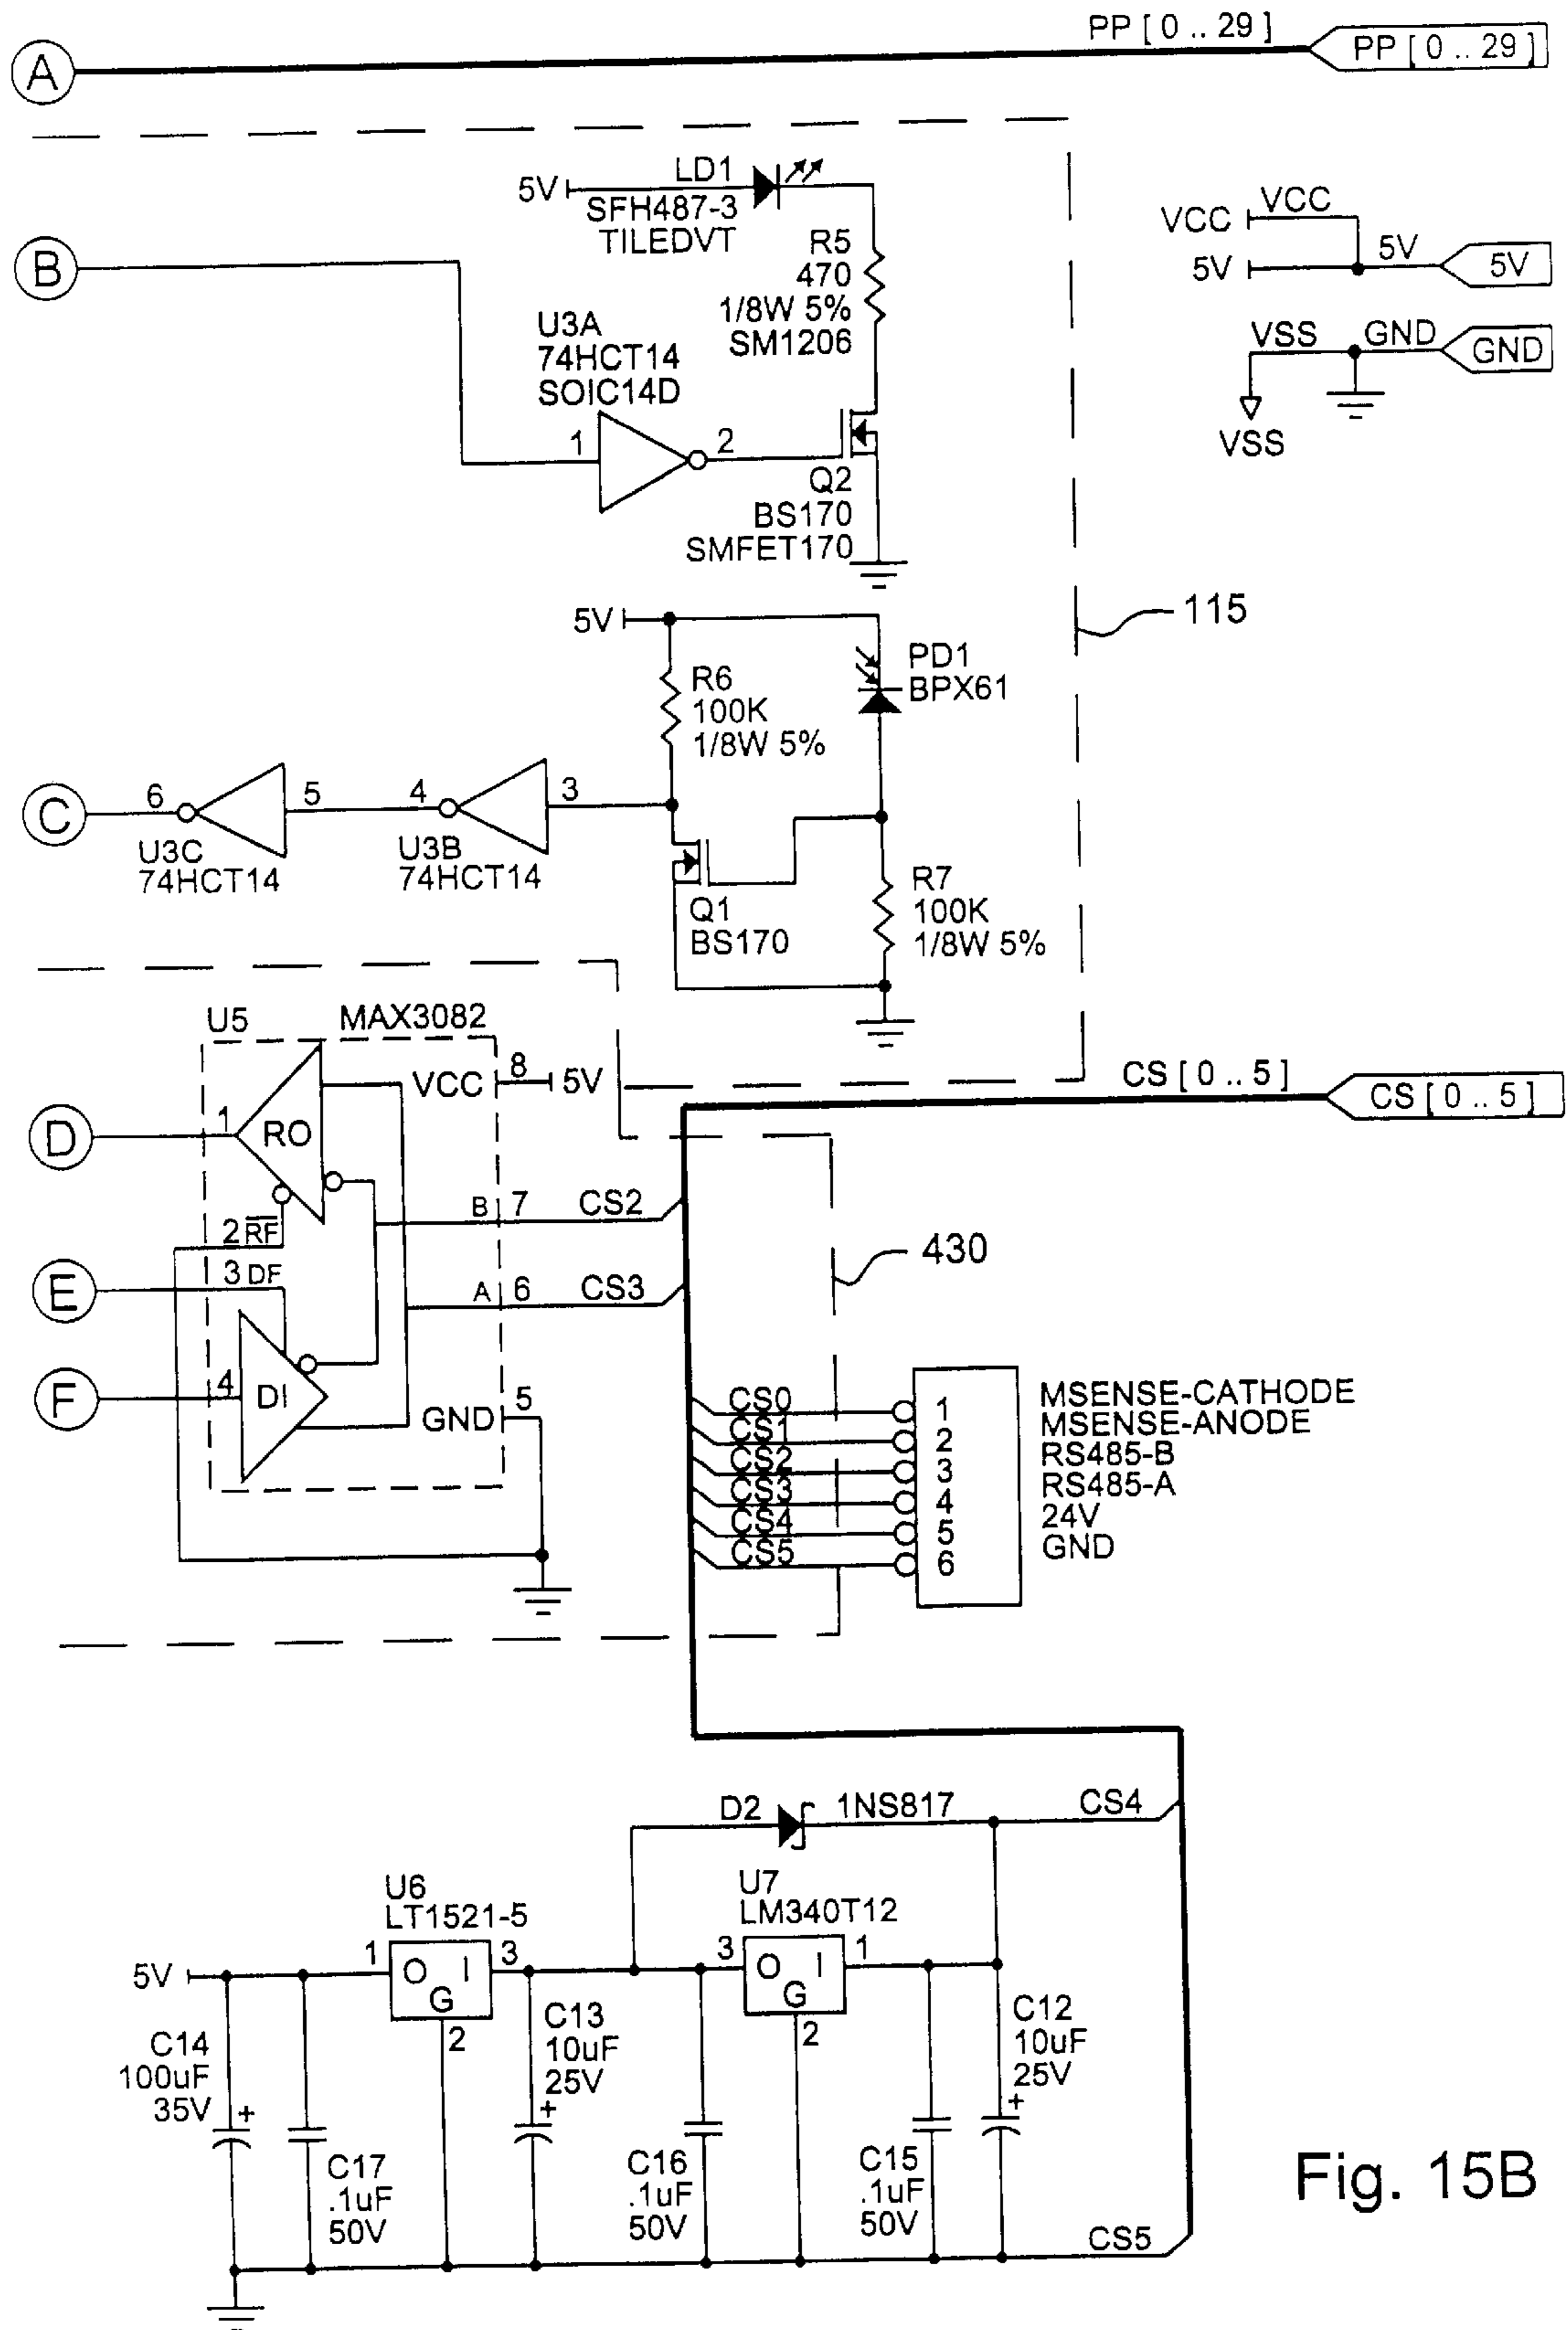 PP [ 0 .. 29 ]
A
PP [ 0 .. 29 ]
LD1
5V
SFH487-3
TILEDVT
VCC
VCC
5V
5V
5V
B
R5
470
1/8W 5%
SM1206
U3A
74HCT14
SOIC14D
VSS
GND
GND
VSS
1
2
Q2
BS170
SMFET170
5V
115
PD1
BPX61
R6
100K
1/8W 5%
C
6
5
4
3
U3C
74HCT14
U3B
74HCT14
Q1
BS170
R7
100K
1/8W 5%
U5
MAX3082
VCC
8
5V
CS [ 0 .. 5 ]
CS [ 0 .. 5 ]
D
1
RO
2
RF
B
7
CS2
430
E
3
DF
A
6
CS3
F
4
DI
GND
5
CS0
1
MSENSE-CATHODE
CS1
2
MSENSE-ANODE
CS2
3
RS485-B
CS3
4
RS485-A
CS4
5
24V
CS5
6
GND
D2
1NS817
CS4
U6
LT1521-5
U7
LM340T12
5V
1
O
I
G
3
2
3
O
I
G
1
2
C14
100uF
35V
+
C13
10uF
25V
+
C12
10uF
25V
+
C17
.1uF
50V
C16
.1uF
50V
C15
.1uF
50V
CS5
Fig. 15B